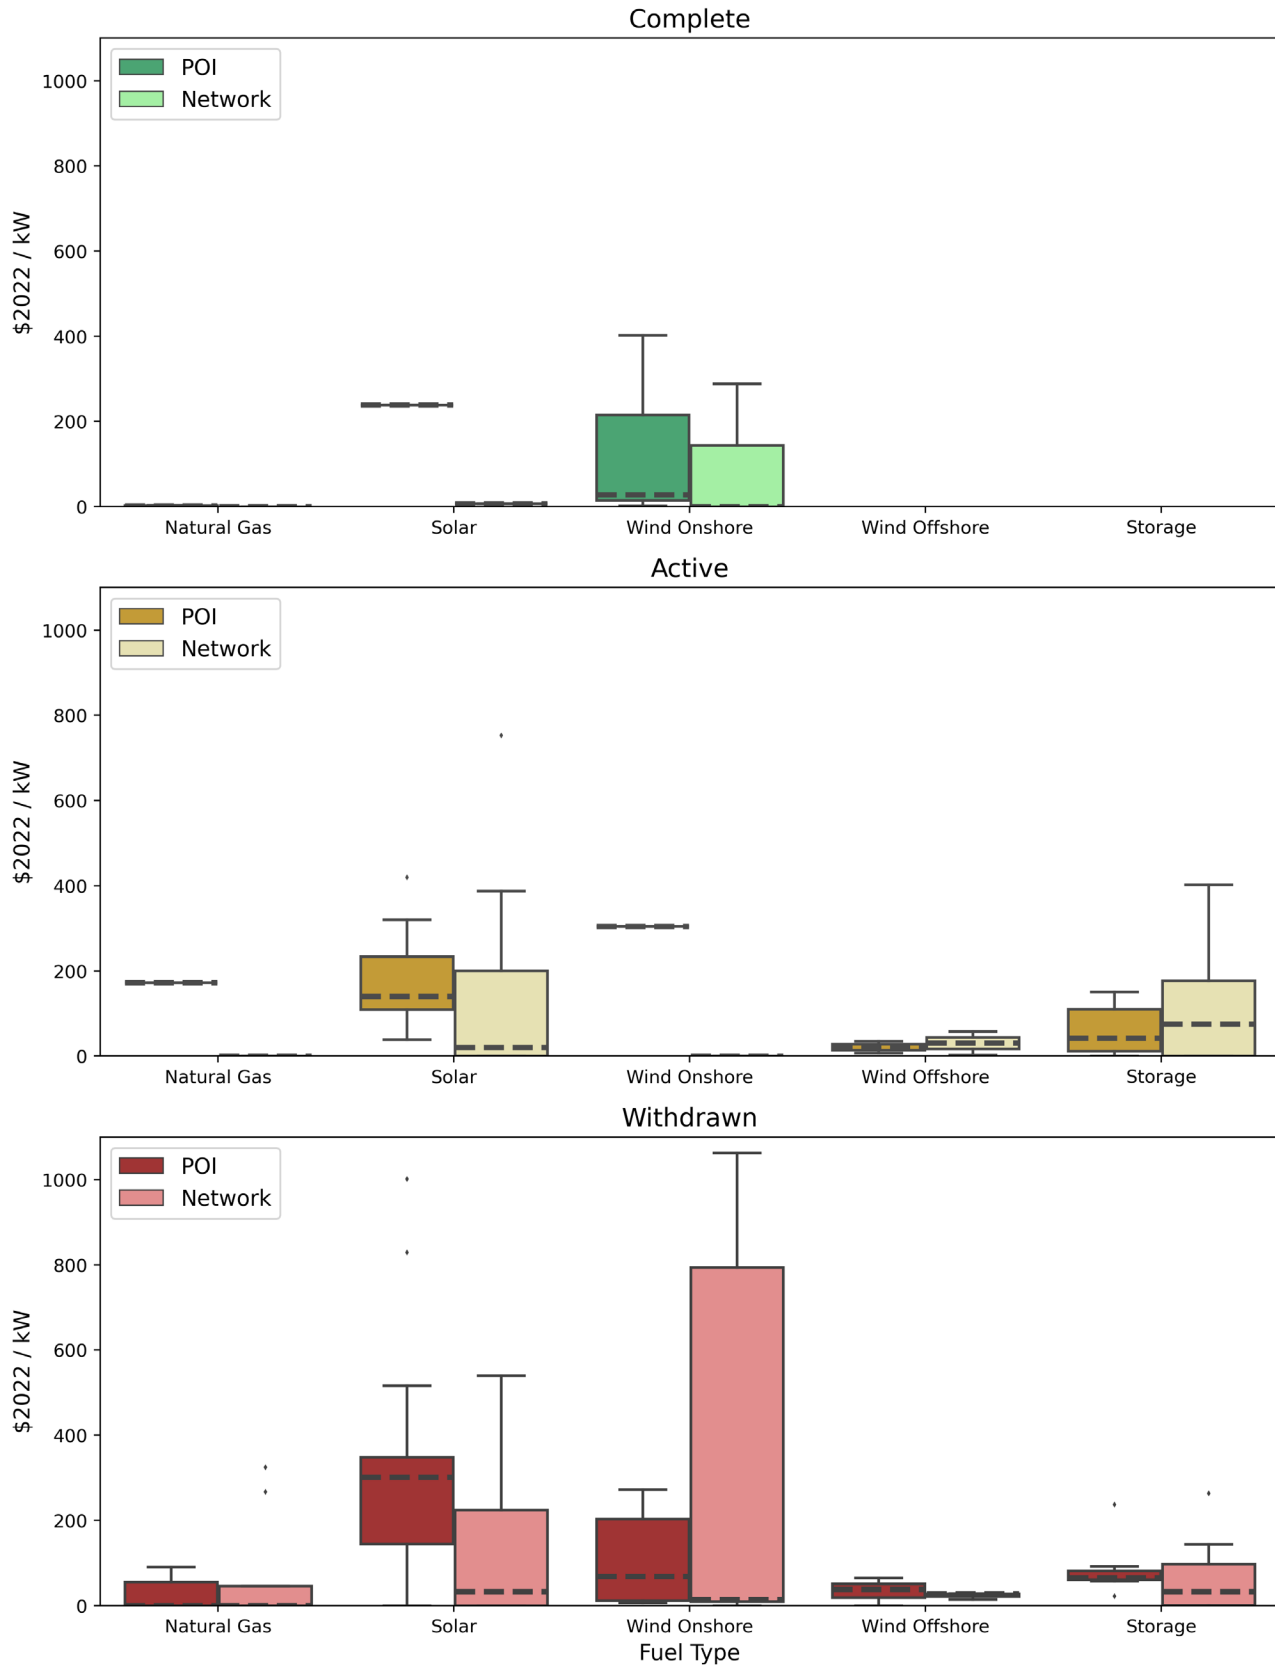 Complete
POI
Network
1000
800
600
400
200
0
$2022 / kW
Natural Gas Solar Wind Onshore Wind Offshore Storage
Active
POI
Network
1000
800
600
400
200
0
$2022 / kW
Natural Gas Solar Wind Onshore Wind Offshore Storage
Withdrawn
POI
Network
1000
800
600
400
200
0
$2022 / kW
Natural Gas Solar Wind Onshore Wind Offshore Storage
Fuel Type